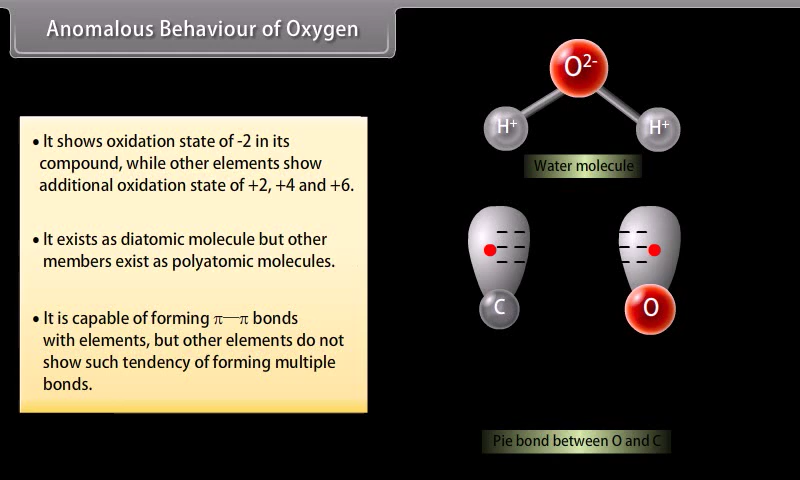 Anomalous Behaviour of Oxygen
• It shows oxidation state of -2 in its
compound, while other elements show
additional oxidation state of +2, +4 and +6.
• It exists as diatomic molecule but other
members exist as polyatomic molecules.
• It is capable of forming π—π bonds
with elements, but other elements do not
show such tendency of forming multiple
bonds.
O²⁻
H⁺ H⁺
Water molecule
C O
Pie bond between O and C